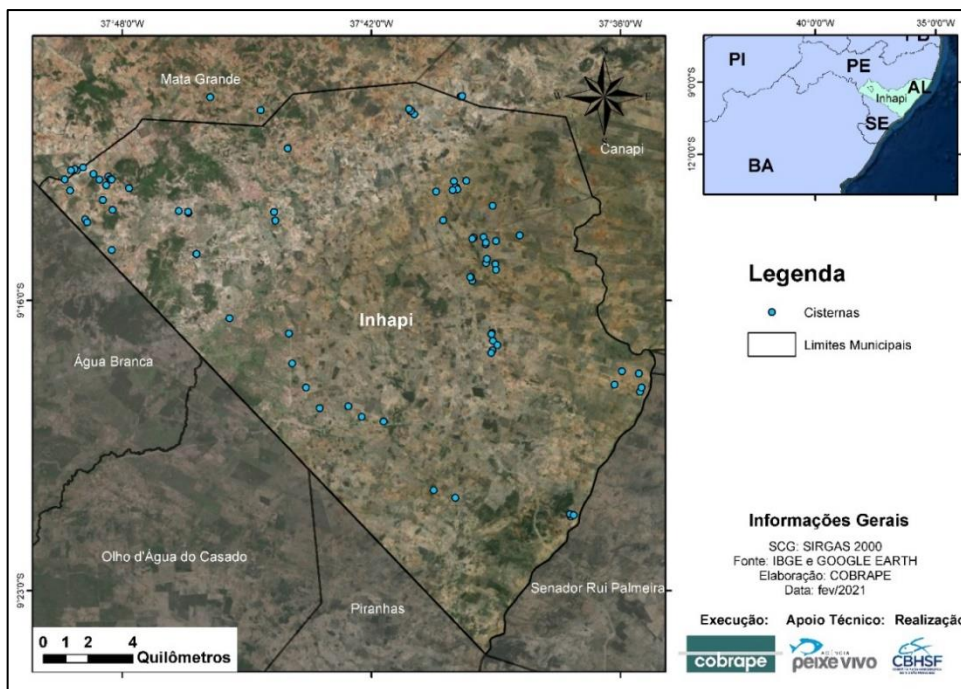 37°48'0"W
37°42'0"W
37°36'0"W
9°16'0"S
9°23'0"S
Mata Grande
Canapi
Inhapi
Água Branca
Olho d'Água do Casado
Piranhas
Senador Rui Palmeira
E
0 1 2 4
Quilômetros
40°0'0"W
35°0'0"W
9°0'0"S
12°0'0"S
PI
PE
AL
Inhapi
SE
BA
Legenda
Cisternas
Limites Municipais
Informações Gerais
SCG: SIRGAS 2000
Fonte: IBGE e GOOGLE EARTH
Elaboração: COBRAPE
Data: fev/2021
Execução: Apoio Técnico: Realização
cobrape
AGÊNCIA
peixe vivo
CBHSF